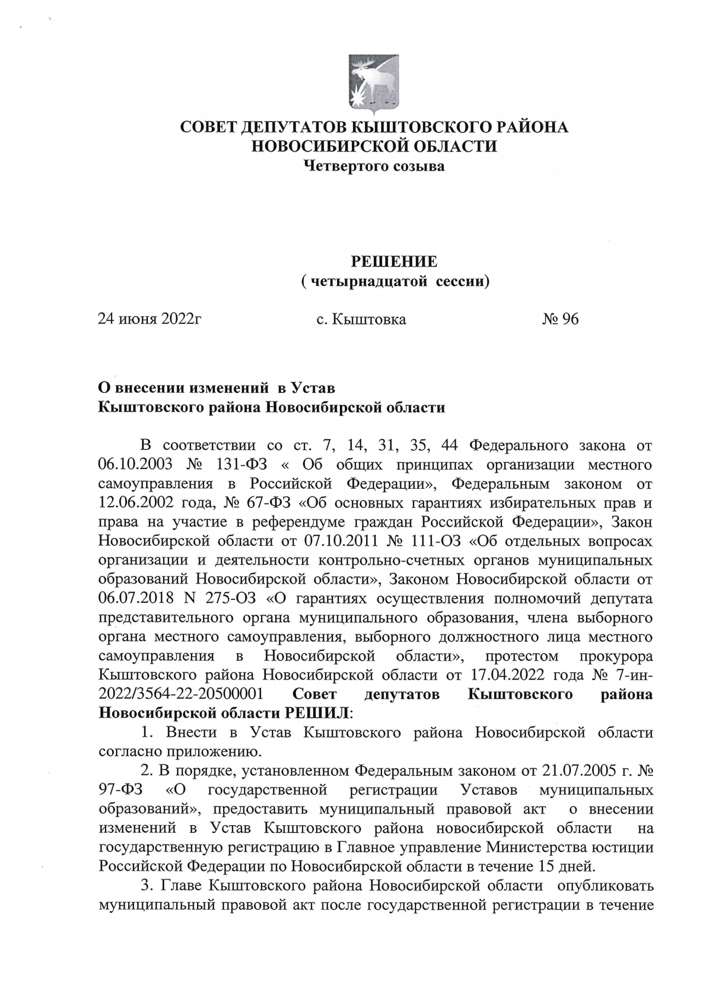 СОВЕТ ДЕПУТАТОВ КЫШТОВСКОГО РАЙОНА
НОВОСИБИРСКОЙ ОБЛАСТИ
Четвертого созыва
РЕШЕНИЕ
( четырнадцатой сессии)
24 июня 2022г с. Кыштовка № 96
О внесении изменений в Устав
Кыштовского района Новосибирской области
В соответствии со ст. 7, 14, 31, 35, 44 Федерального закона от
06.10.2003 № 131-ФЗ « Об общих принципах организации местного
самоуправления в Российской Федерации», Федеральным законом от
12.06.2002 года, № 67-ФЗ «Об основных гарантиях избирательных прав и
права на участие в референдуме граждан Российской Федерации», Закон
Новосибирской области от 07.10.2011 № 111-ОЗ «Об отдельных вопросах
организации и деятельности контрольно-счетных органов муниципальных
образований Новосибирской области», Законом Новосибирской области от
06.07.2018 N 275-ОЗ «О гарантиях осуществления полномочий депутата
представительного органа муниципального образования, члена выборного
органа местного самоуправления, выборного должностного лица местного
самоуправления в Новосибирской области», протестом прокурора
Кыштовского района Новосибирской области от 17.04.2022 года № 7-ин-
2022/3564-22-20500001 Совет депутатов Кыштовского района
Новосибирской области РЕШИЛ:
1. Внести в Устав Кыштовского района Новосибирской области
согласно приложению.
2. В порядке, установленном Федеральным законом от 21.07.2005 г. №
97-ФЗ «О государственной регистрации Уставов муниципальных
образований», предоставить муниципальный правовой акт о внесении
изменений в Устав Кыштовского района новосибирской области на
государственную регистрацию в Главное управление Министерства юстиции
Российской Федерации по Новосибирской области в течение 15 дней.
3. Главе Кыштовского района Новосибирской области опубликовать
муниципальный правовой акт после государственной регистрации в течение